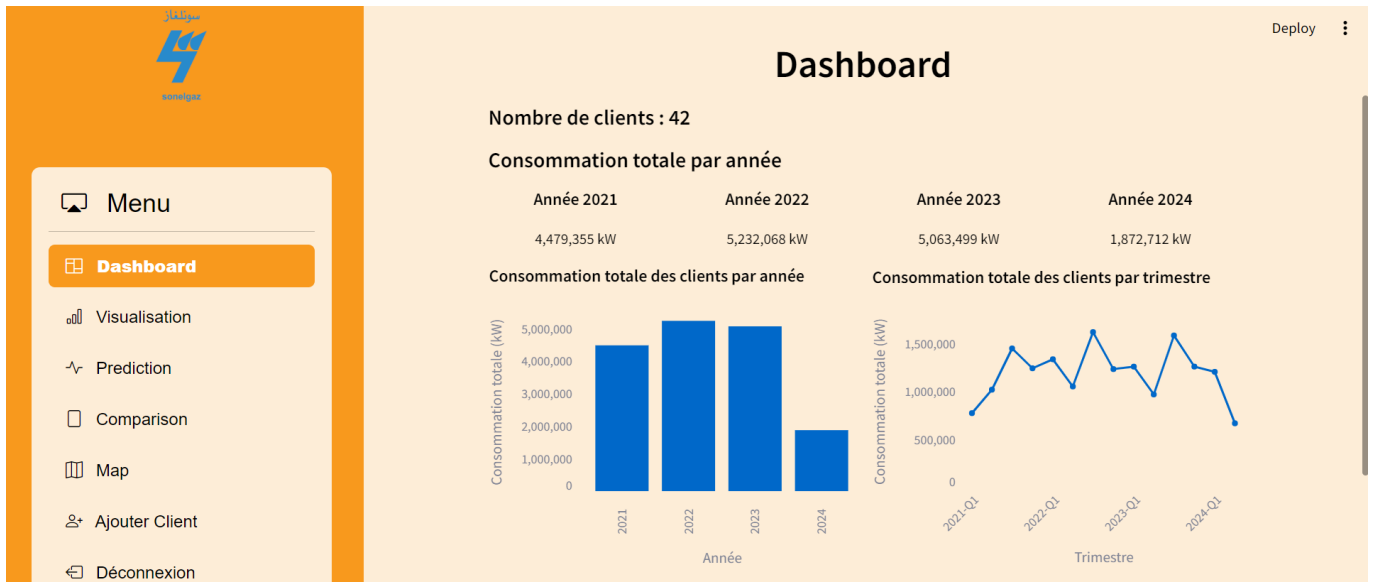 سونلغاز
sonelgaz
Menu
Dashboard
Visualisation
Prediction
Comparison
Map
Ajouter Client
Déconnexion
Deploy
Dashboard
Nombre de clients : 42
Consommation totale par année
Année 2021 Année 2022 Année 2023 Année 2024
4,479,355 kW 5,232,068 kW 5,063,499 kW 1,872,712 kW
Consommation totale des clients par année
Consommation totale (kW)
5,000,000
4,000,000
3,000,000
2,000,000
1,000,000
0
2021 2022 2023 2024
Année
Consommation totale des clients par trimestre
Consommation totale (kW)
1,500,000
1,000,000
500,000
0
2021-Q1 2022-Q1 2023-Q1 2024-Q1
Trimestre